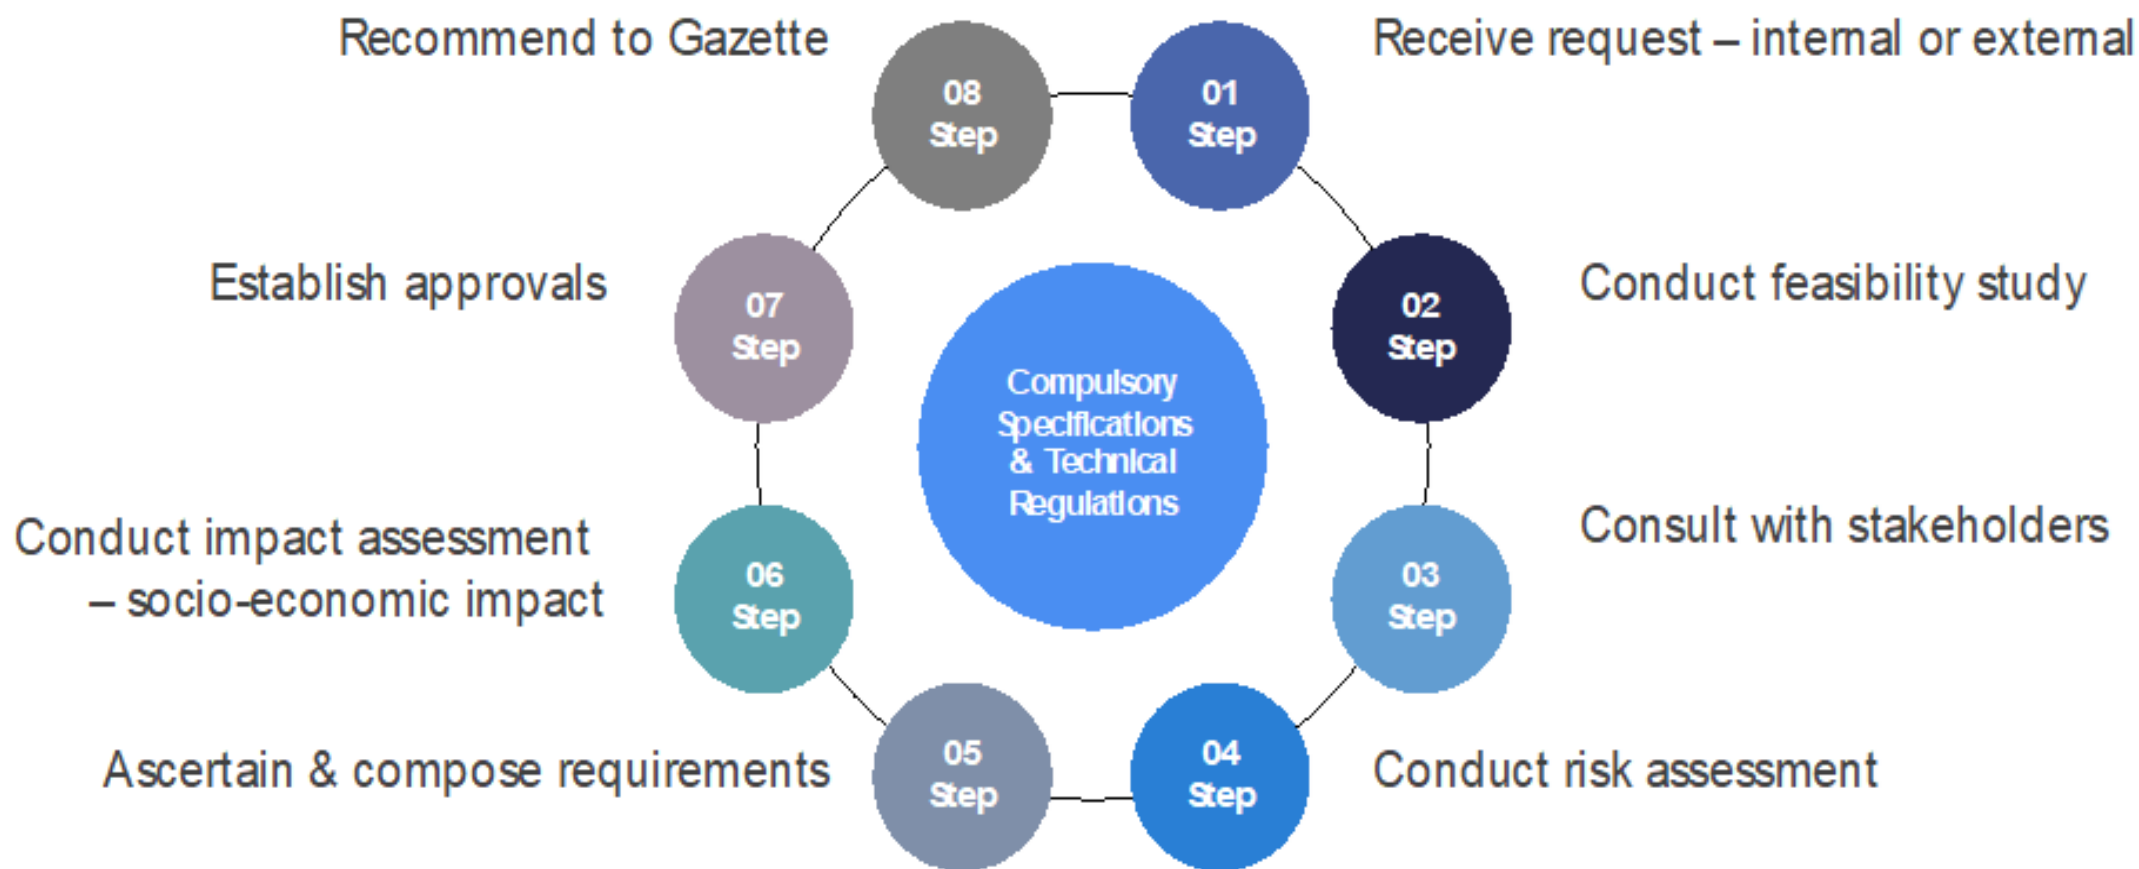 Recommend to Gazette
08
Step
01
Step
Receive request – internal or external
Establish approvals
07
Step
02
Step
Conduct feasibility study
Compulsory
Specifications
& Technical
Regulations
Conduct impact assessment
– socio-economic impact
06
Step
03
Step
Consult with stakeholders
Ascertain & compose requirements
05
Step
04
Step
Conduct risk assessment